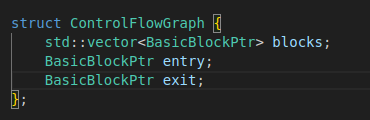 struct ControlFlowGraph {
    std::vector<BasicBlockPtr> blocks;
    BasicBlockPtr entry;
    BasicBlockPtr exit;
};